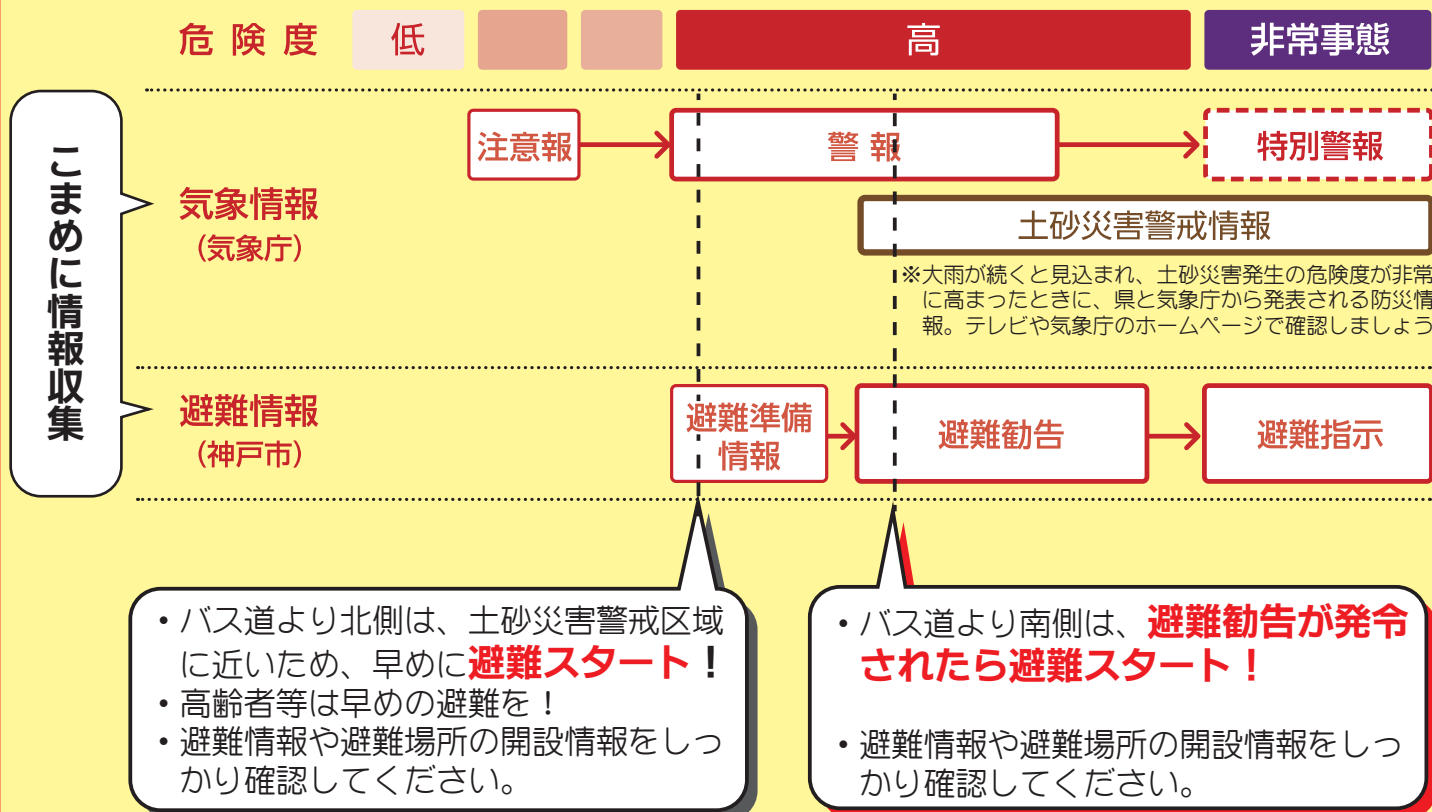 危険度 低 高 非常事態
こまめに情報収集
気象情報
（気象庁）
注意報
警報
特別警報
土砂災害警戒情報
※大雨が続くと見込まれ、土砂災害発生の危険度が非常
に高まったときに、県と気象庁から発表される防災情
報。テレビや気象庁のホームページで確認しましょう
避難情報
（神戸市）
避難準備
情報
避難勧告
避難指示
・バス道より北側は、土砂災害警戒区域
に近いため、早めに避難スタート！
・高齢者等は早めの避難を！
・避難情報や避難場所の開設情報をしっ
かり確認してください。
・バス道より南側は、避難勧告が発令
されたら避難スタート！
・避難情報や避難場所の開設情報をしっ
かり確認してください。